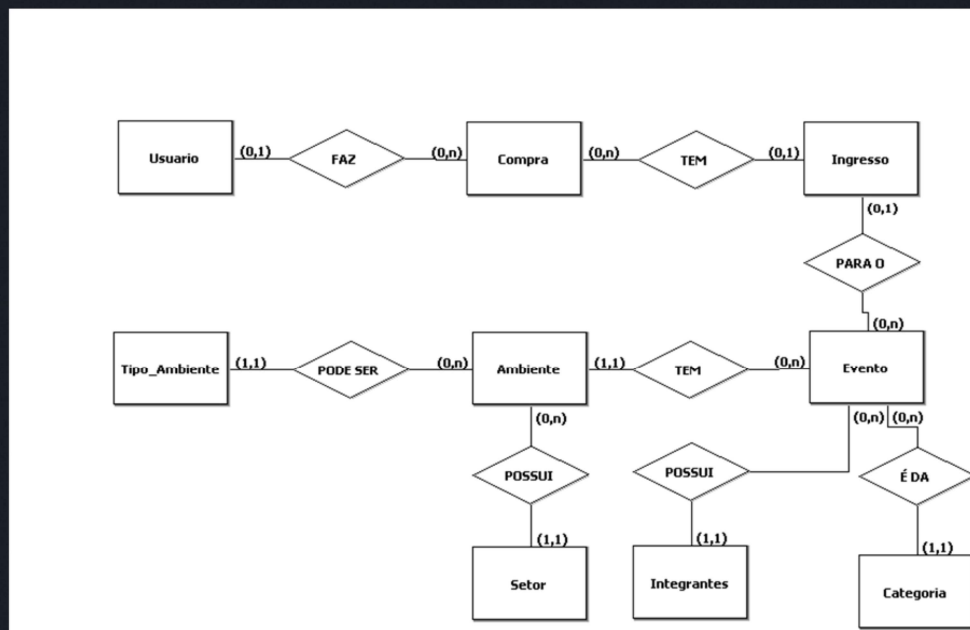 Usuario (0,1) FAZ (0,n) Compra (0,n) TEM (0,1) Ingresso
(0,1)
PARA O
(0,n)
Tipo_Ambiente (1,1) PODE SER (0,n) Ambiente (1,1) TEM (0,n) Evento
(0,n) (0,n) (0,n)
POSSUI POSSUI É DA
(1,1) (1,1) (1,1)
Setor Integrantes Categoria